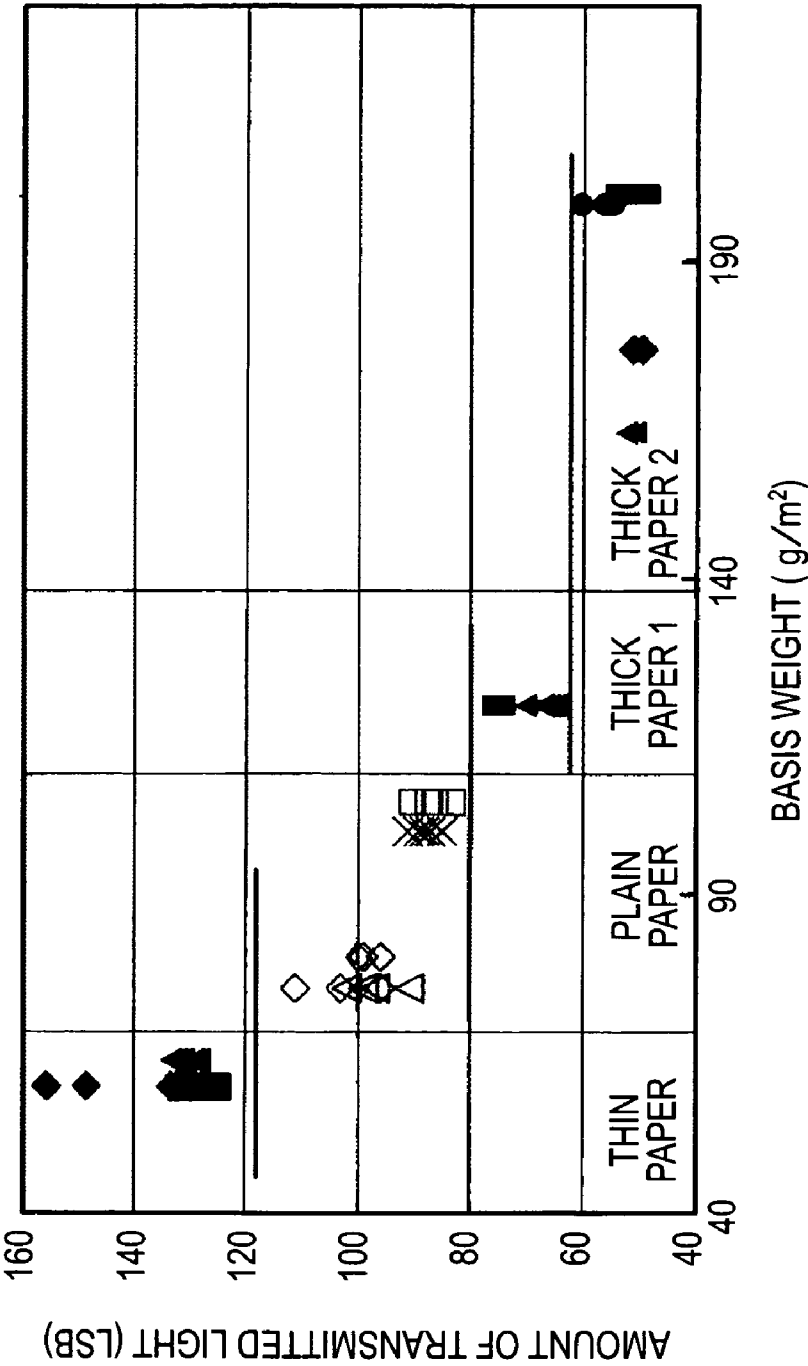 AMOUNT OF TRANSMITTED LIGHT (LSB)
160
140
120
100
80
60
40
THIN
PAPER
PLAIN
PAPER
THICK
PAPER 1
THICK
PAPER 2
40
90
140
190
BASIS WEIGHT ( g/m²)